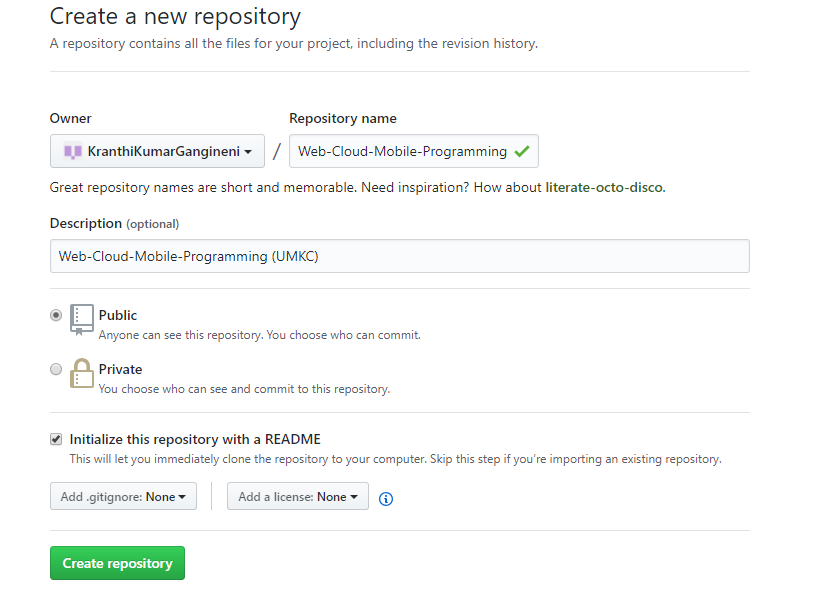 Create a new repository
A repository contains all the files for your project, including the revision history.
Owner Repository name
KranthiKumarGangineni / Web-Cloud-Mobile-Programming
Great repository names are short and memorable. Need inspiration? How about literate-octo-disco.
Description (optional)
Web-Cloud-Mobile-Programming (UMKC)
Public
Anyone can see this repository. You choose who can commit.
Private
You choose who can see and commit to this repository.
Initialize this repository with a README
This will let you immediately clone the repository to your computer. Skip this step if you're importing an existing repository.
Add .gitignore: None Add a license: None
Create repository